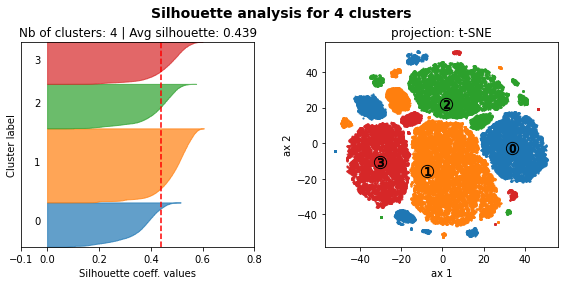 Silhouette analysis for 4 clusters
Nb of clusters: 4 | Avg silhouette: 0.439
projection: t-SNE
Cluster label
3
2
1
0
−0.1 0.0 0.2 0.4 0.6 0.8
Silhouette coeff. values
ax 2
40
20
0
−20
−40
②
⓪
③
①
−40 −20 0 20 40
ax 1